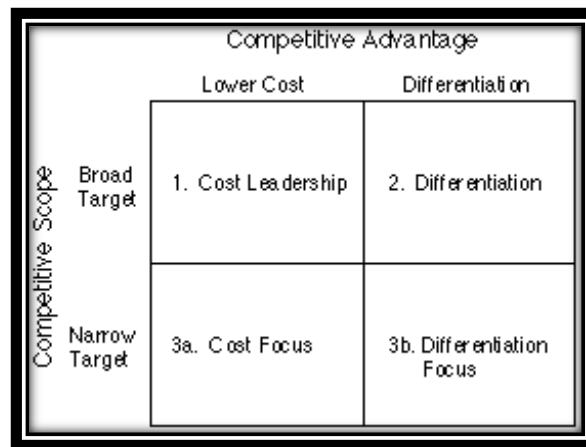 Competitive Advantage
Lower Cost Differentiation
Competitive Scope
Broad
Target
1. Cost Leadership 2. Differentiation
Narrow
Target
3a. Cost Focus 3b. Differentiation
Focus